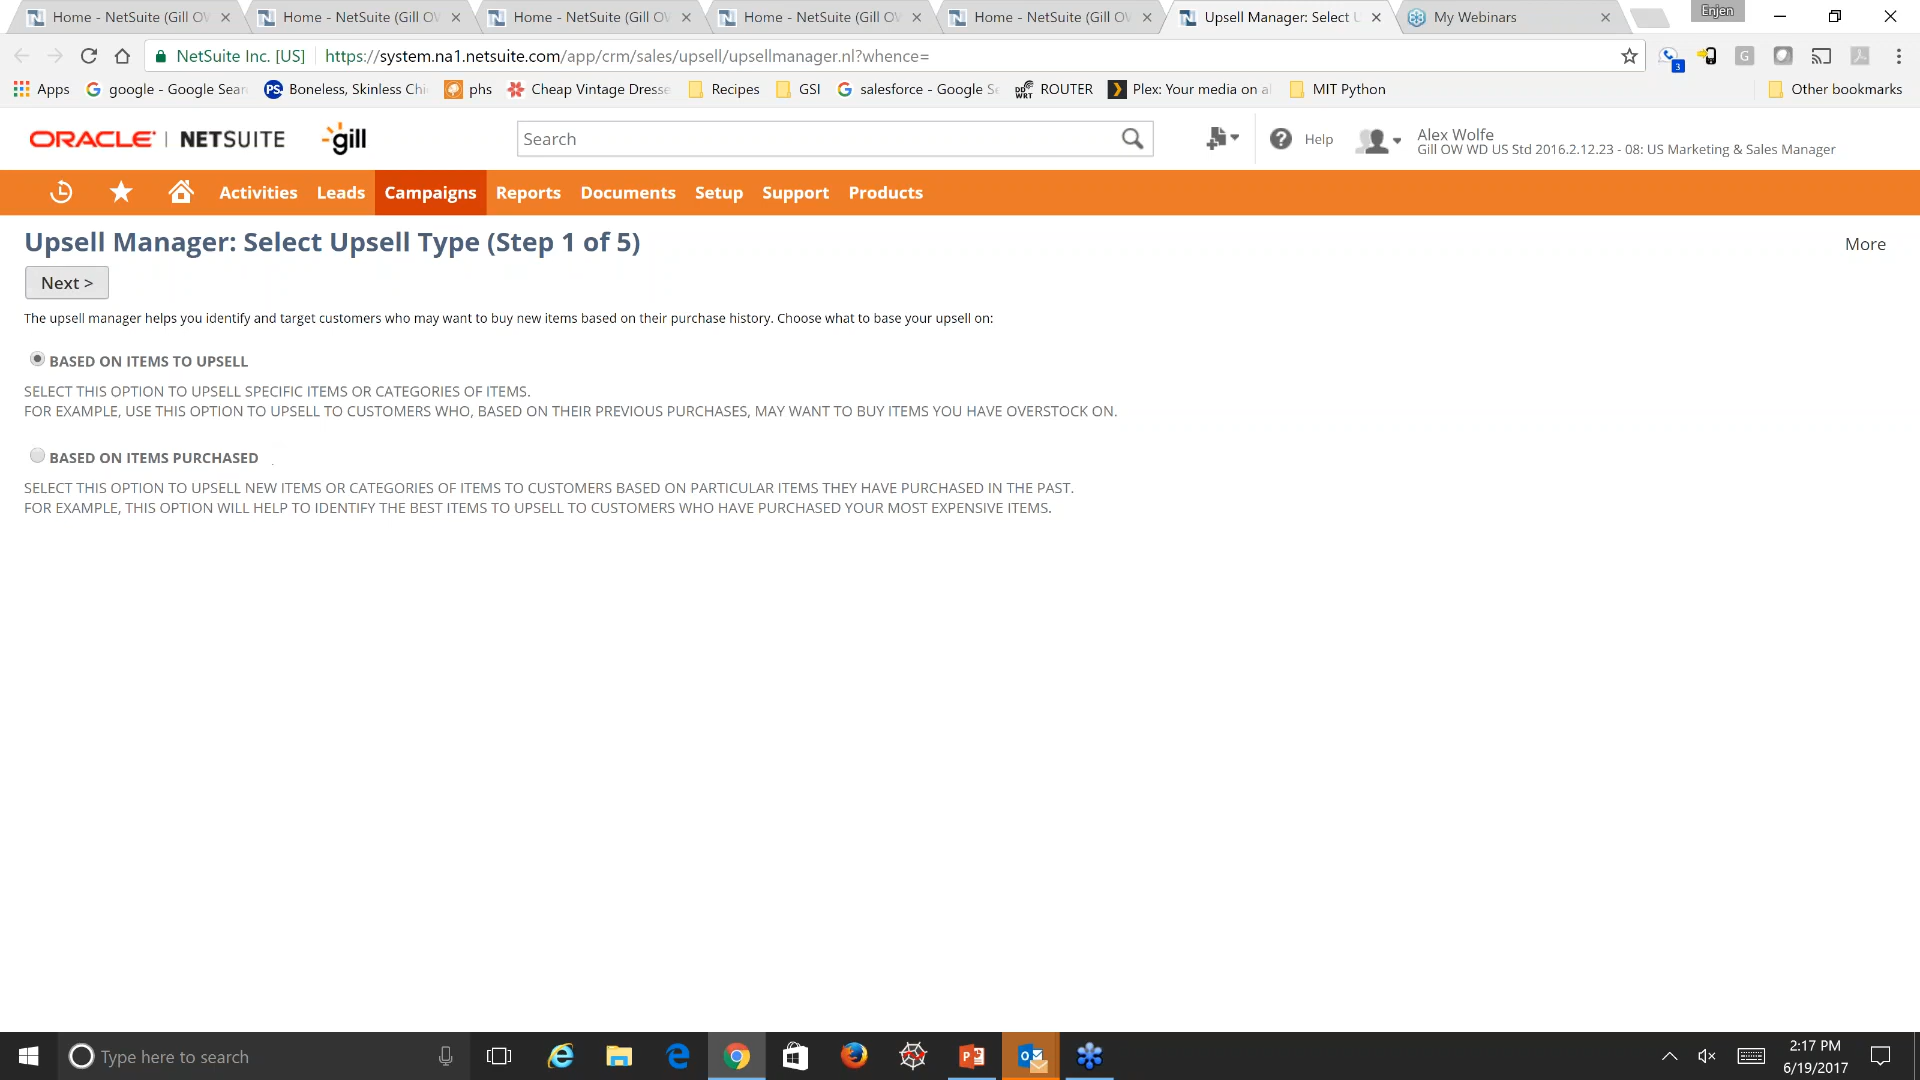 Home - NetSuite (Gill OW
Home - NetSuite (Gill OW
Home - NetSuite (Gill OW
Home - NetSuite (Gill OW
Home - NetSuite (Gill OW
Upsell Manager: Select U
My Webinars
Enjen
NetSuite Inc. [US]
https://system.na1.netsuite.com/app/crm/sales/upsell/upsellmanager.nl?whence=
3
G
Apps
google - Google Sear
PS
Boneless, Skinless Chi
phs
Cheap Vintage Dresse
Recipes
GSI
salesforce - Google Se
DD-WRT
ROUTER
Plex: Your media on al
MIT Python
Other bookmarks
ORACLE | NETSUITE
gill
Search
Help
Alex Wolfe
Gill OW WD US Std 2016.2.12.23 - 08: US Marketing & Sales Manager
Activities
Leads
Campaigns
Reports
Documents
Setup
Support
Products
Upsell Manager: Select Upsell Type (Step 1 of 5)
More
Next >
The upsell manager helps you identify and target customers who may want to buy new items based on their purchase history. Choose what to base your upsell on:
BASED ON ITEMS TO UPSELL
SELECT THIS OPTION TO UPSELL SPECIFIC ITEMS OR CATEGORIES OF ITEMS.
FOR EXAMPLE, USE THIS OPTION TO UPSELL TO CUSTOMERS WHO, BASED ON THEIR PREVIOUS PURCHASES, MAY WANT TO BUY ITEMS YOU HAVE OVERSTOCK ON.
BASED ON ITEMS PURCHASED
SELECT THIS OPTION TO UPSELL NEW ITEMS OR CATEGORIES OF ITEMS TO CUSTOMERS BASED ON PARTICULAR ITEMS THEY HAVE PURCHASED IN THE PAST.
FOR EXAMPLE, THIS OPTION WILL HELP TO IDENTIFY THE BEST ITEMS TO UPSELL TO CUSTOMERS WHO HAVE PURCHASED YOUR MOST EXPENSIVE ITEMS.
Type here to search
2:17 PM
6/19/2017